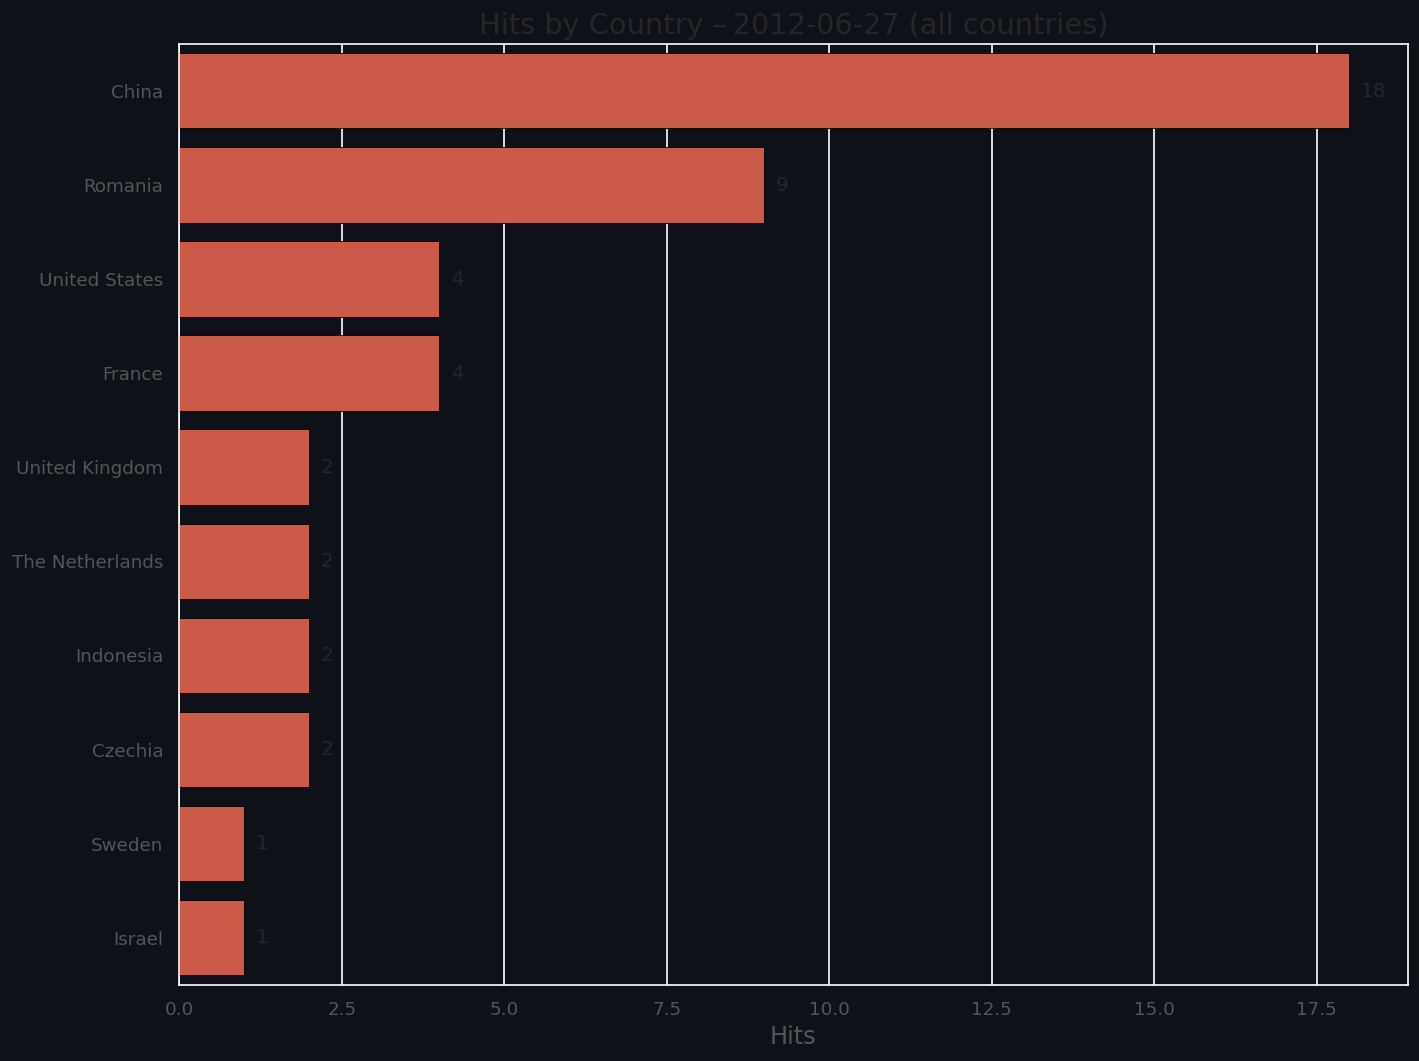 Hits by Country – 2012-06-27 (all countries)
China 18
Romania 9
United States 4
France 4
United Kingdom 2
The Netherlands 2
Indonesia 2
Czechia 2
Sweden 1
Israel 1
0.0 2.5 5.0 7.5 10.0 12.5 15.0 17.5
Hits